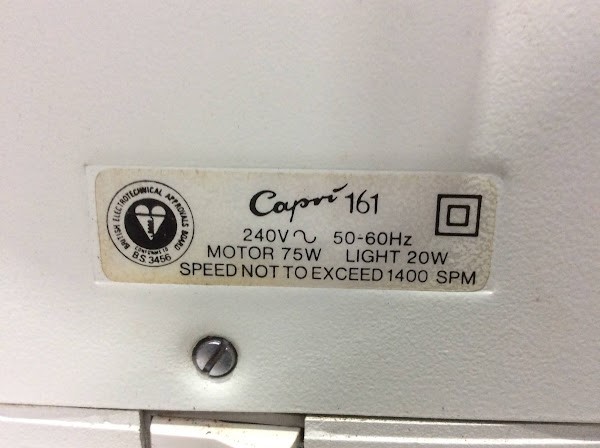 BRITISH ELECTROTECHNICAL APPROVALS BOARD
CONFORMS TO
BS 3456
Capri 161
240V ~ 50-60Hz
MOTOR 75W LIGHT 20W
SPEED NOT TO EXCEED 1400 SPM